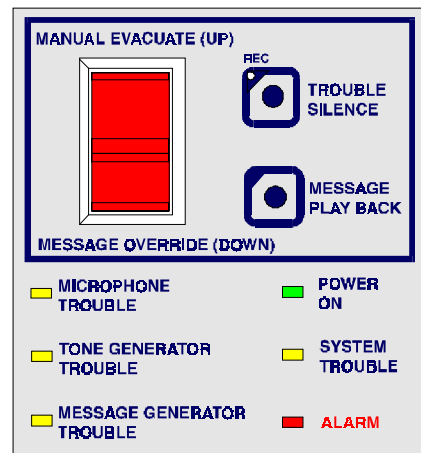 MANUAL EVACUATE (UP)
REC
TROUBLE
SILENCE
MESSAGE
PLAY BACK
MESSAGE OVERRIDE (DOWN)
MICROPHONE
TROUBLE
POWER
ON
TONE GENERATOR
TROUBLE
SYSTEM
TROUBLE
MESSAGE GENERATOR
TROUBLE
ALARM